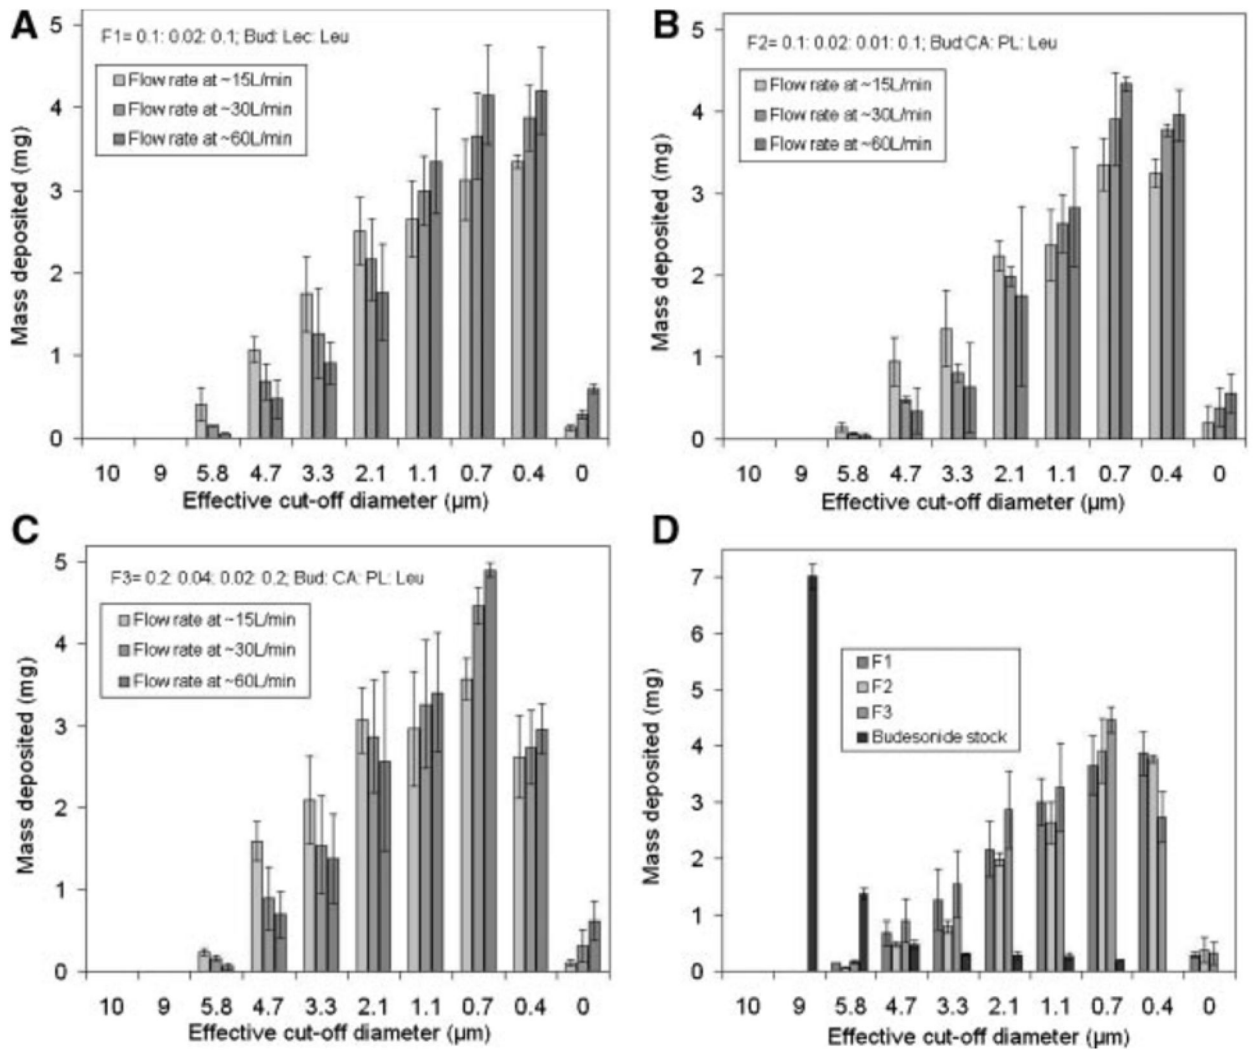 A
F1= 0.1: 0.02: 0.1; Bud: Lec: Leu
Flow rate at ~15L/min
Flow rate at ~30L/min
Flow rate at ~60L/min
Mass deposited (mg)
5
4
3
2
1
0
10 9 5.8 4.7 3.3 2.1 1.1 0.7 0.4 0
Effective cut-off diameter (µm)
B
F2= 0.1: 0.02: 0.01: 0.1; Bud:CA: PL: Leu
Flow rate at ~15L/min
Flow rate at ~30L/min
Flow rate at ~60L/min
Mass deposited (mg)
5
4
3
2
1
0
10 9 5.8 4.7 3.3 2.1 1.1 0.7 0.4 0
Effective cut-off diameter (µm)
C
F3= 0.2: 0.04: 0.02: 0.2; Bud: CA: PL: Leu
Flow rate at ~15L/min
Flow rate at ~30L/min
Flow rate at ~60L/min
Mass deposited (mg)
5
4
3
2
1
0
10 9 5.8 4.7 3.3 2.1 1.1 0.7 0.4 0
Effective cut-off diameter (µm)
D
F1
F2
F3
Budesonide stock
Mass deposited (mg)
7
6
5
4
3
2
1
0
10 9 5.8 4.7 3.3 2.1 1.1 0.7 0.4 0
Effective cut-off diameter (µm)